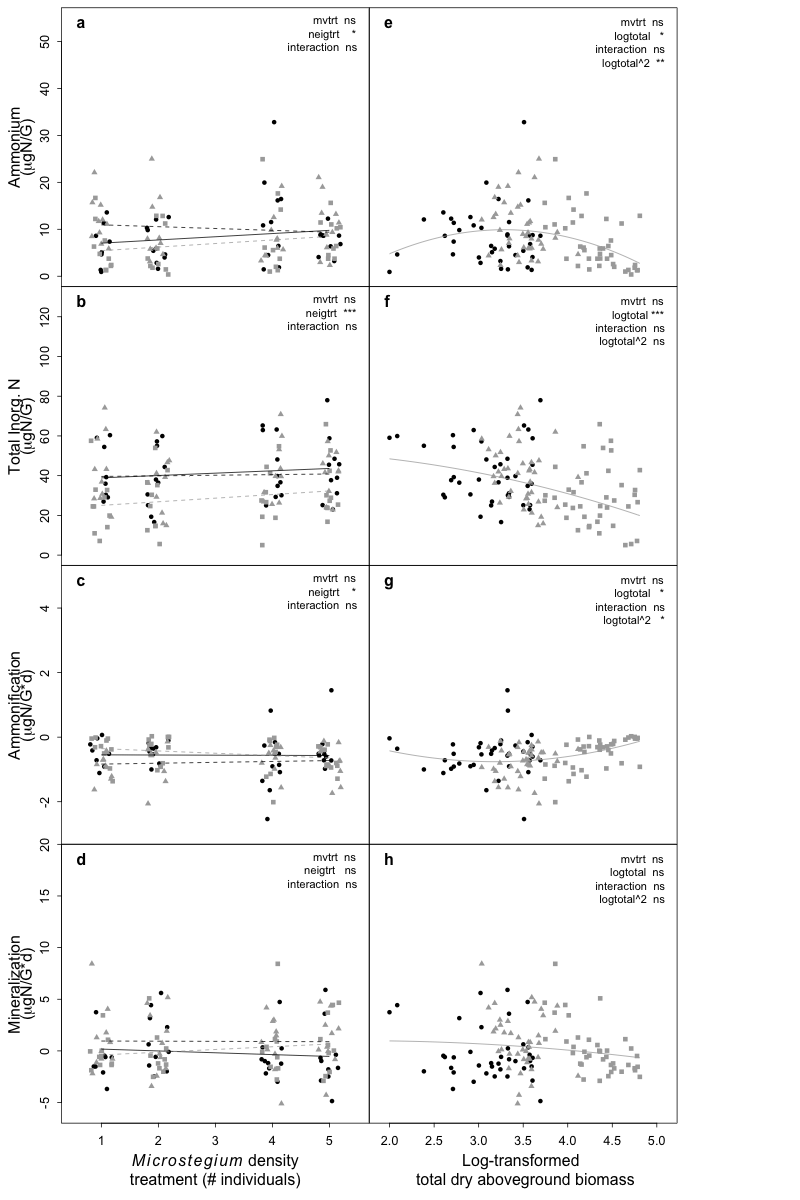 a
mvtrt ns
neigtrt *
interaction ns
Ammonium
(µgN/G)
50
40
30
20
10
0
e
mvtrt ns
logtotal *
interaction ns
logtotal^2 **
b
mvtrt ns
neigtrt ***
interaction ns
Total Inorg. N
(µgN/G)
120
100
80
60
40
20
0
f
mvtrt ns
logtotal ***
interaction ns
logtotal^2 ns
c
mvtrt ns
neigtrt *
interaction ns
Ammonification
(µgN/G*d)
4
2
0
-2
g
mvtrt ns
logtotal *
interaction ns
logtotal^2 *
d
mvtrt ns
neigtrt ns
interaction ns
Mineralization
(µgN/G*d)
20
15
10
5
0
-5
h
mvtrt ns
logtotal ns
interaction ns
logtotal^2 ns
1 2 3 4 5
Microstegium density
treatment (# individuals)
2.0 2.5 3.0 3.5 4.0 4.5 5.0
Log-transformed
total dry aboveground biomass